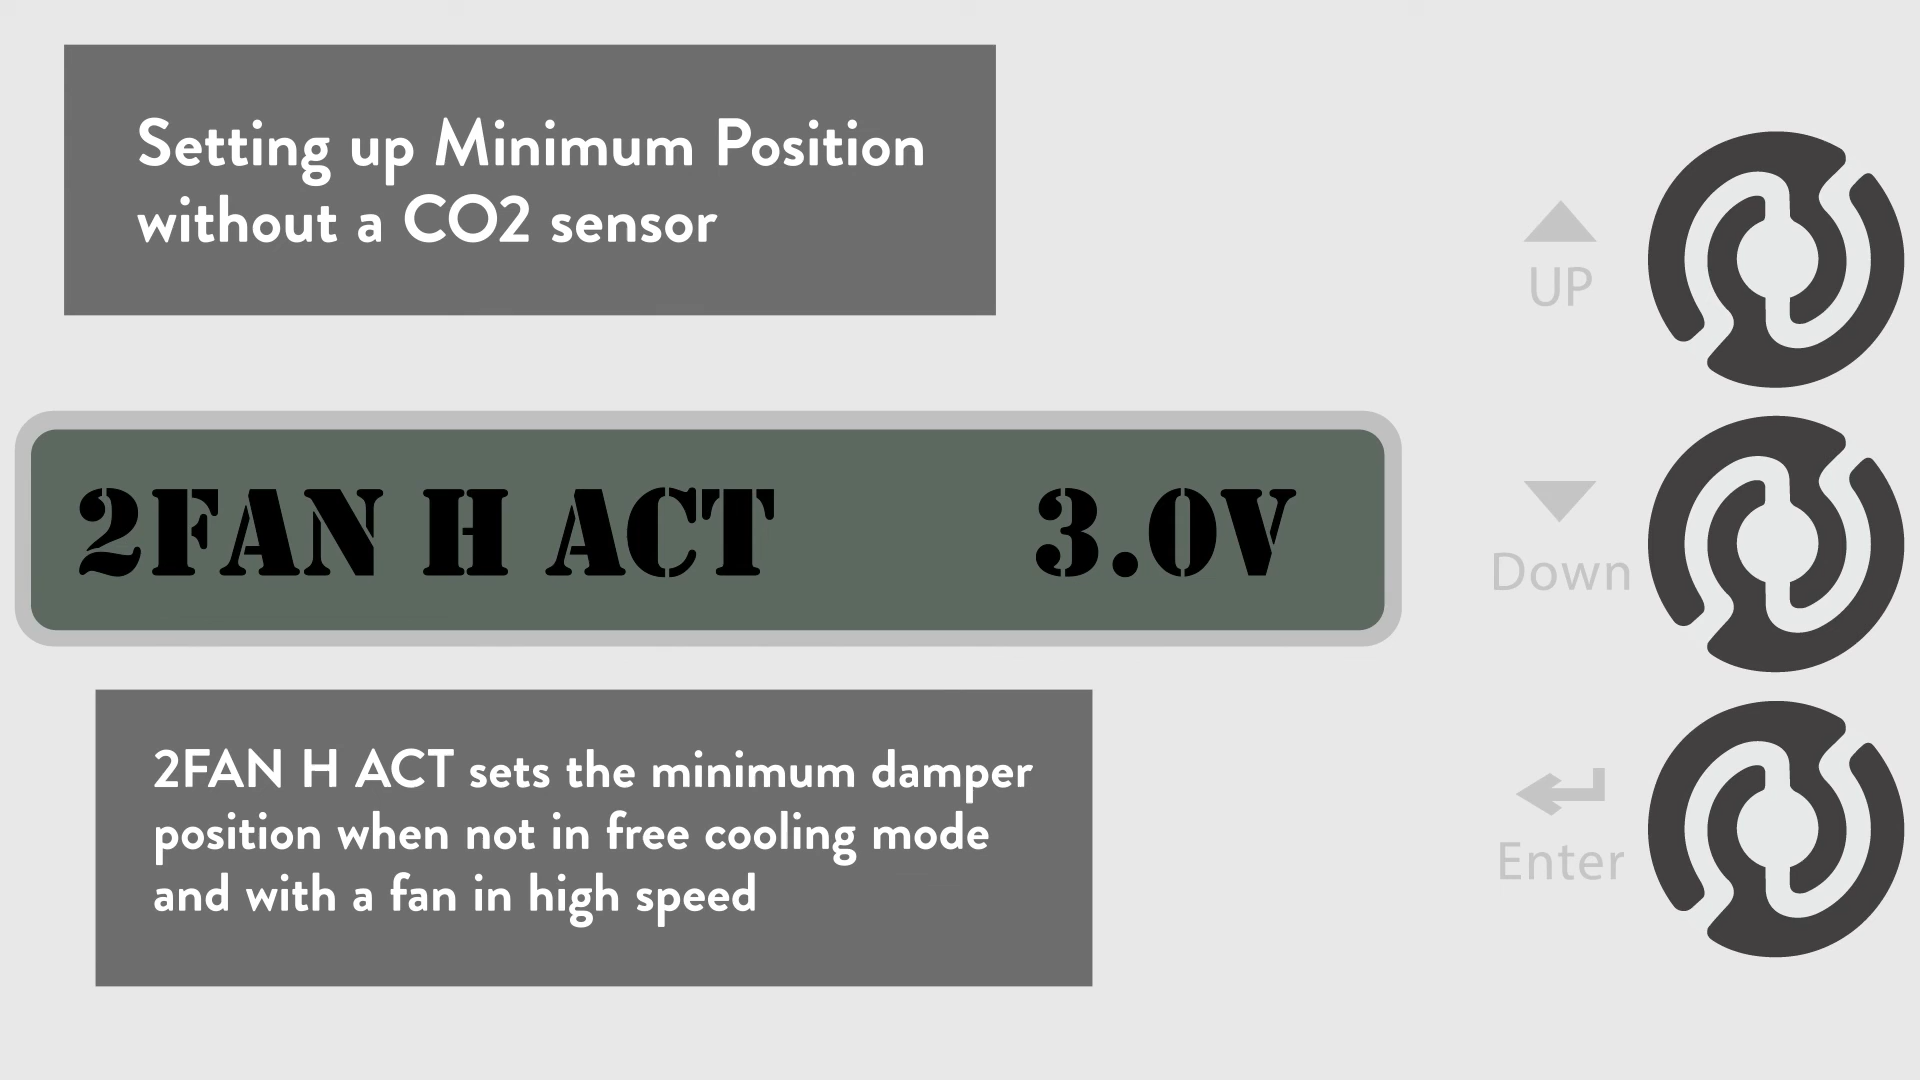 Setting up Minimum Position
without a CO2 sensor
UP
2FAN H ACT 3.0V
Down
2FAN H ACT sets the minimum damper
position when not in free cooling mode
and with a fan in high speed
Enter